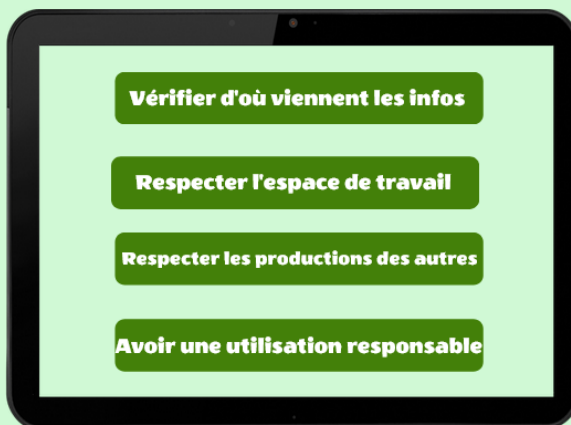 Vérifier d'où viennent les infos
Respecter l'espace de travail
Respecter les productions des autres
Avoir une utilisation responsable